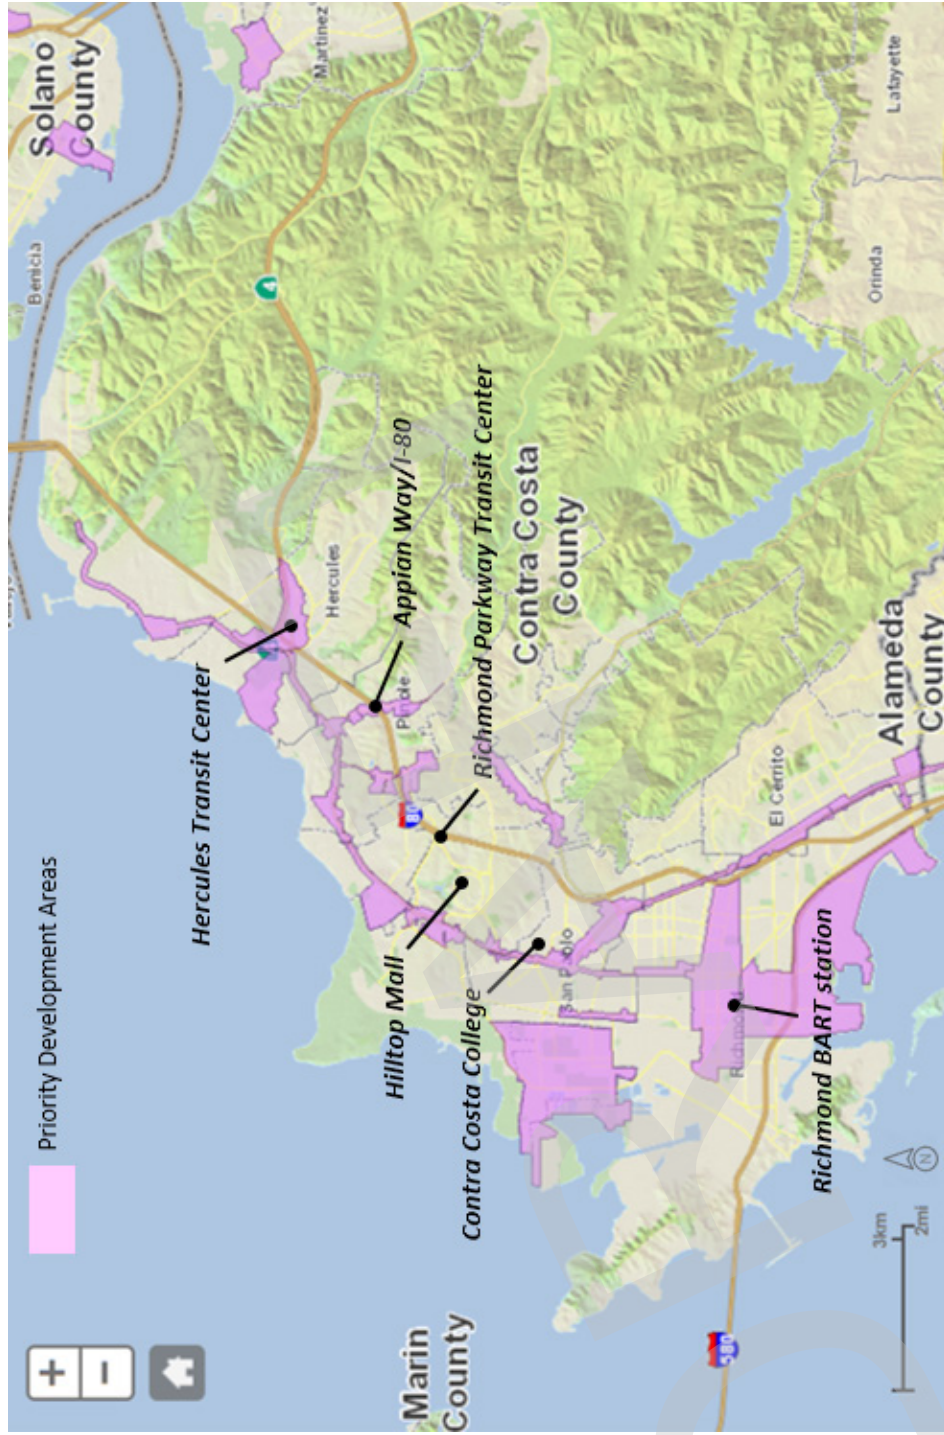 +
−
Priority Development Areas
Solano
County
Benicia
Martinez
4
Hercules Transit Center
Hercules
Appian Way/I-80
Pinole
Richmond Parkway Transit Center
80
Hilltop Mall
Contra Costa College
San Pablo
Contra Costa
County
Lafayette
Orinda
El Cerrito
Alameda
County
Richmond
Richmond BART station
Marin
County
580
3km
2mi
N